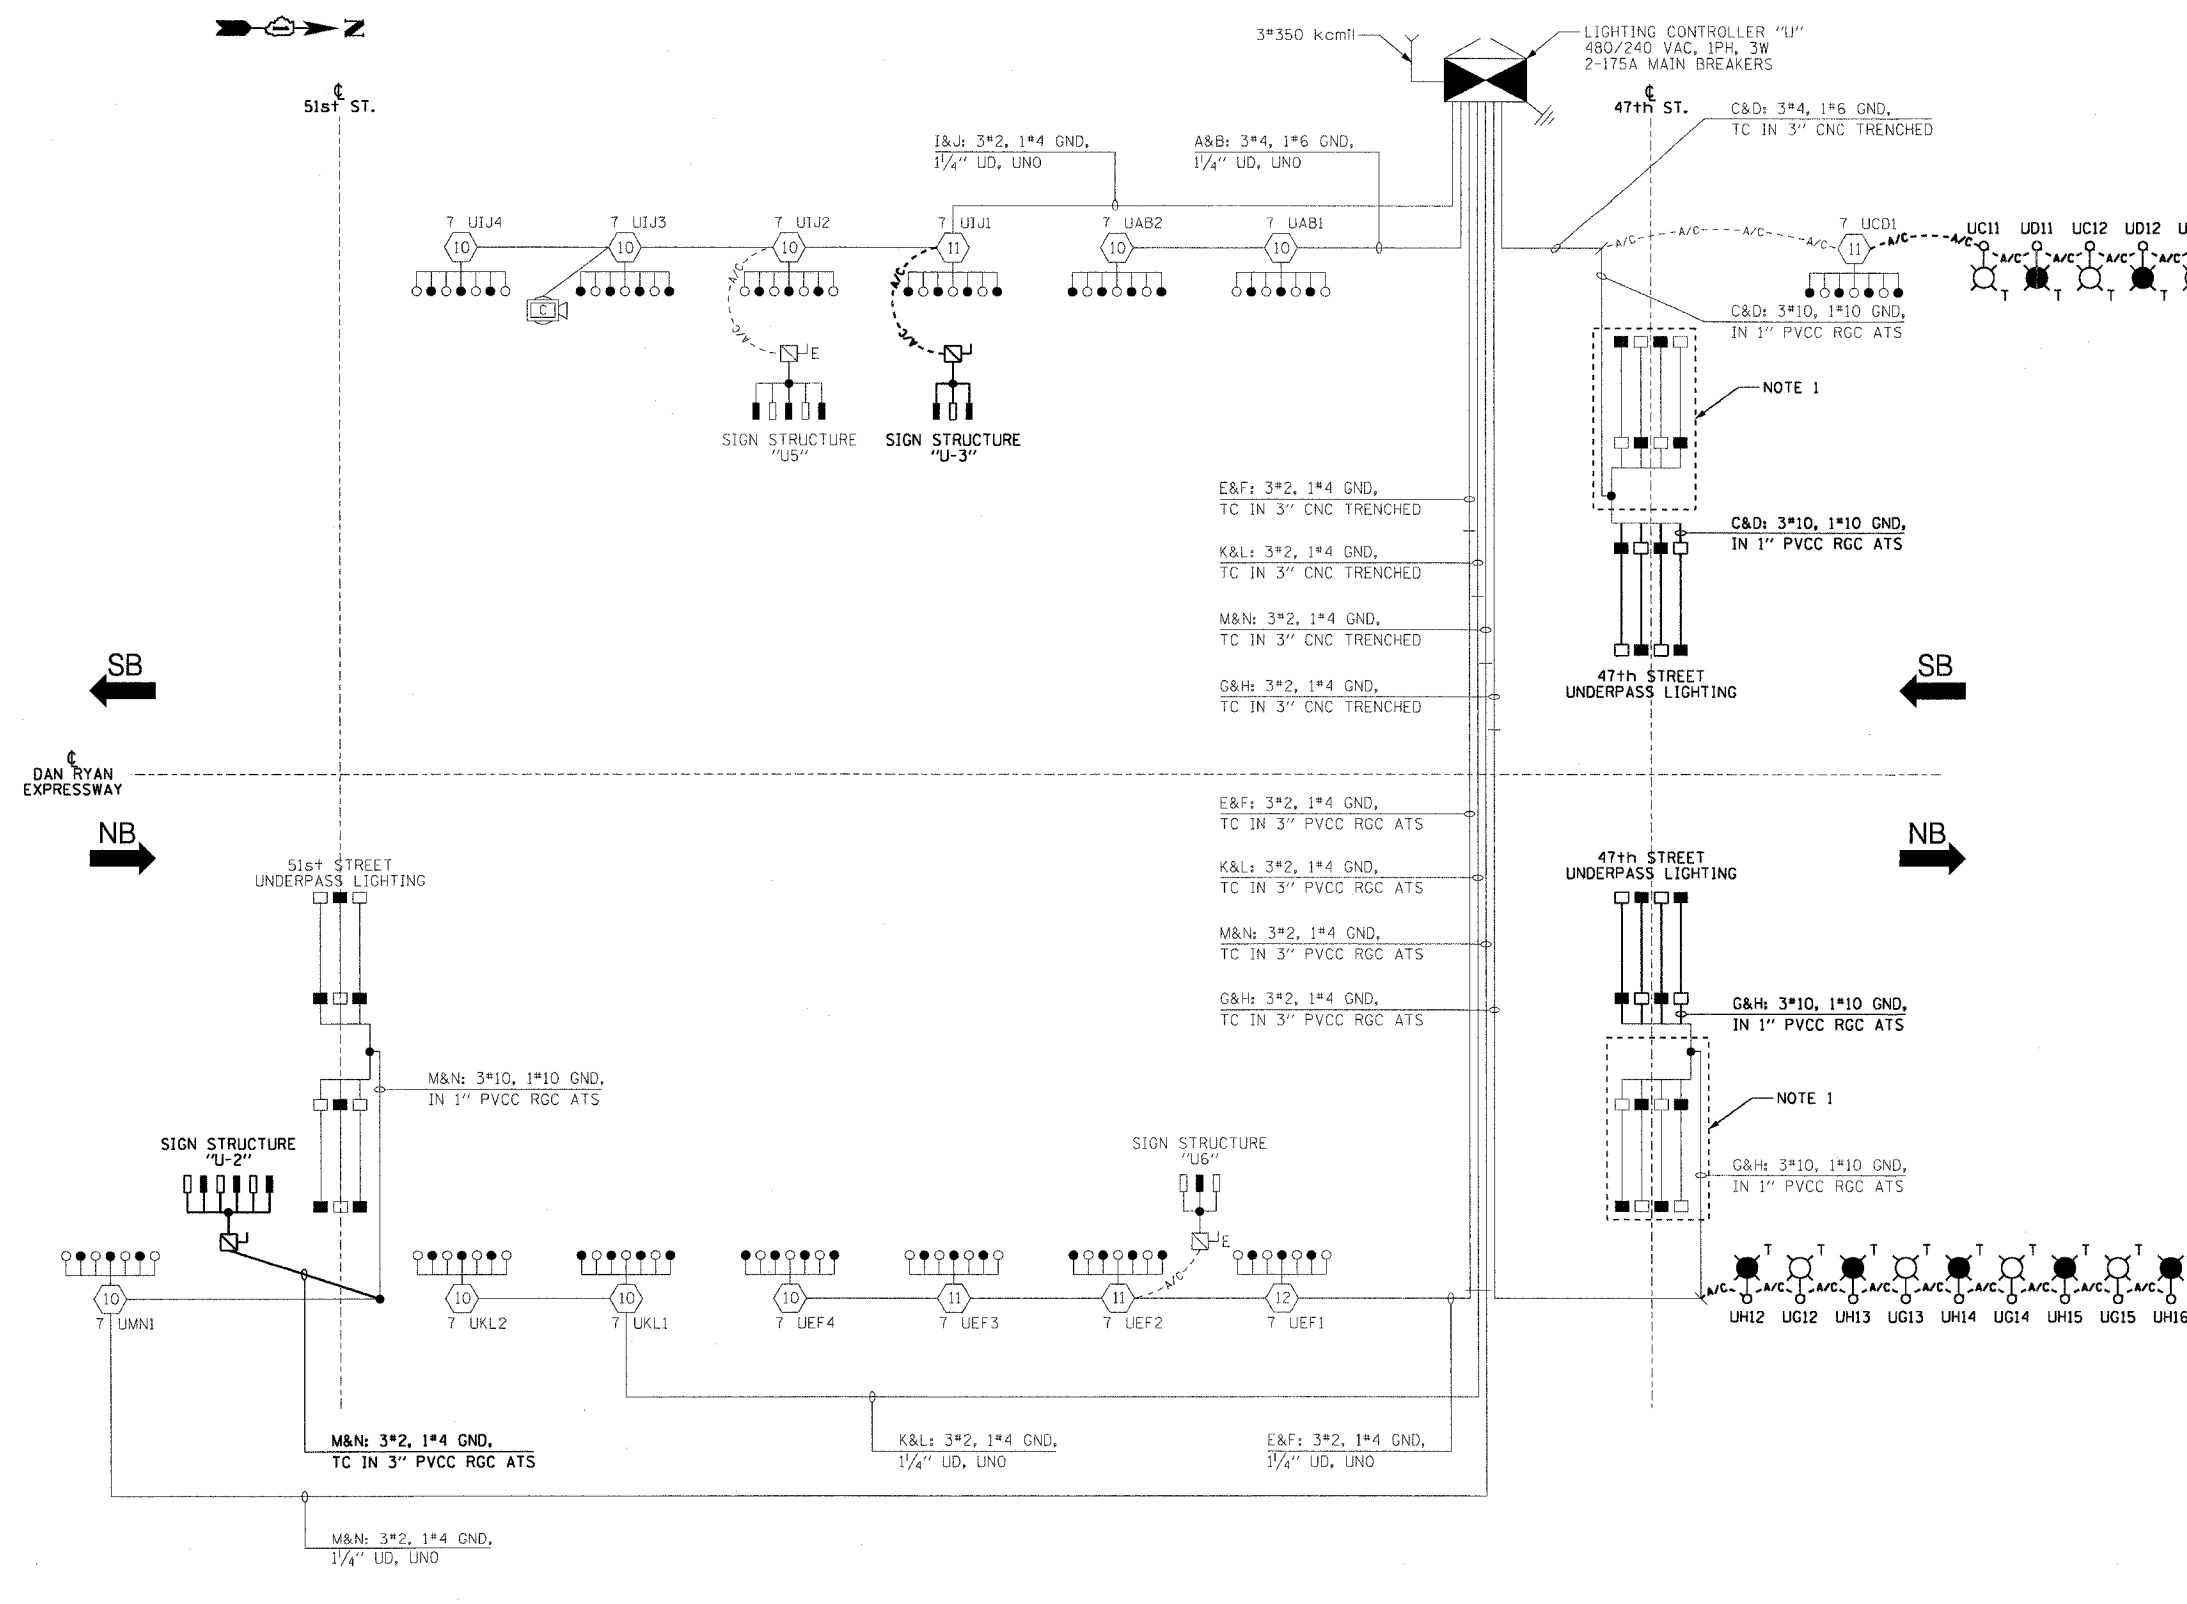 N
3#350 kcmil
LIGHTING CONTROLLER "U"
480/240 VAC, 1PH, 3W
2-175A MAIN BREAKERS
℄
51st ST.
℄
47th ST.
C&D: 3#4, 1#6 GND,
TC IN 3" CNC TRENCHED
I&J: 3#2, 1#4 GND,
1 1/4" UD, UNO
A&B: 3#4, 1#6 GND,
1 1/4" UD, UNO
7 UIJ4
7 UIJ3
7 UIJ2
7 UIJ1
7 UAB2
7 UAB1
7 UCD1
UC11 UD11 UC12 UD12
10 10 10 11 10 10 11
A/C A/C A/C A/C A/C A/C
A/C A/C A/C A/C
T T T T
C
A/C A/C
A/C A/C
C&D: 3#10, 1#10 GND,
IN 1" PVCC RGC ATS
E
NOTE 1
SIGN STRUCTURE
"U5"
SIGN STRUCTURE
"U-3"
E&F: 3#2, 1#4 GND,
TC IN 3" CNC TRENCHED
C&D: 3#10, 1#10 GND,
IN 1" PVCC RGC ATS
K&L: 3#2, 1#4 GND,
TC IN 3" CNC TRENCHED
M&N: 3#2, 1#4 GND,
TC IN 3" CNC TRENCHED
SB
SB
47th STREET
UNDERPASS LIGHTING
G&H: 3#2, 1#4 GND,
TC IN 3" CNC TRENCHED
℄
DAN RYAN
EXPRESSWAY
E&F: 3#2, 1#4 GND,
TC IN 3" PVCC RGC ATS
NB
NB
51st STREET
UNDERPASS LIGHTING
47th STREET
UNDERPASS LIGHTING
K&L: 3#2, 1#4 GND,
TC IN 3" PVCC RGC ATS
M&N: 3#2, 1#4 GND,
TC IN 3" PVCC RGC ATS
G&H: 3#2, 1#4 GND,
TC IN 3" PVCC RGC ATS
G&H: 3#10, 1#10 GND,
IN 1" PVCC RGC ATS
M&N: 3#10, 1#10 GND,
IN 1" PVCC RGC ATS
NOTE 1
SIGN STRUCTURE
"U-2"
SIGN STRUCTURE
"U6"
G&H: 3#10, 1#10 GND,
IN 1" PVCC RGC ATS
E
A/C
T T T T T T T T
10 10 10 10 11 11 12
A/C A/C A/C A/C A/C A/C A/C A/C A/C
7 UMN1
7 UKL2
7 UKL1
7 UEF4
7 UEF3
7 UEF2
7 UEF1
UH12 UG12 UH13 UG13 UH14 UG14 UH15 UG15 UH16
M&N: 3#2, 1#4 GND,
TC IN 3" PVCC RGC ATS
K&L: 3#2, 1#4 GND,
1 1/4" UD, UNO
E&F: 3#2, 1#4 GND,
1 1/4" UD, UNO
M&N: 3#2, 1#4 GND,
1 1/4" UD, UNO